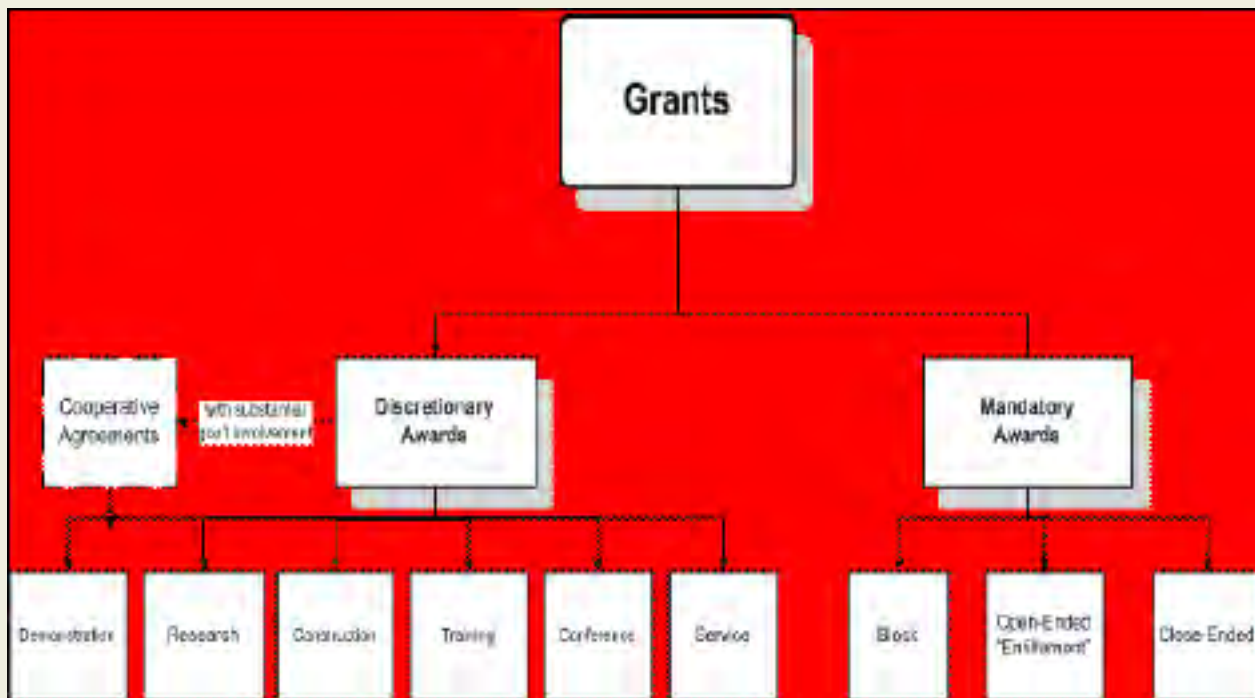 Grants
Cooperative
Agreements
with substantial
gov't involvement
Discretionary
Awards
Mandatory
Awards
Demonstration
Research
Construction
Training
Conference
Service
Block
Open-Ended
"Entitlement"
Close-Ended